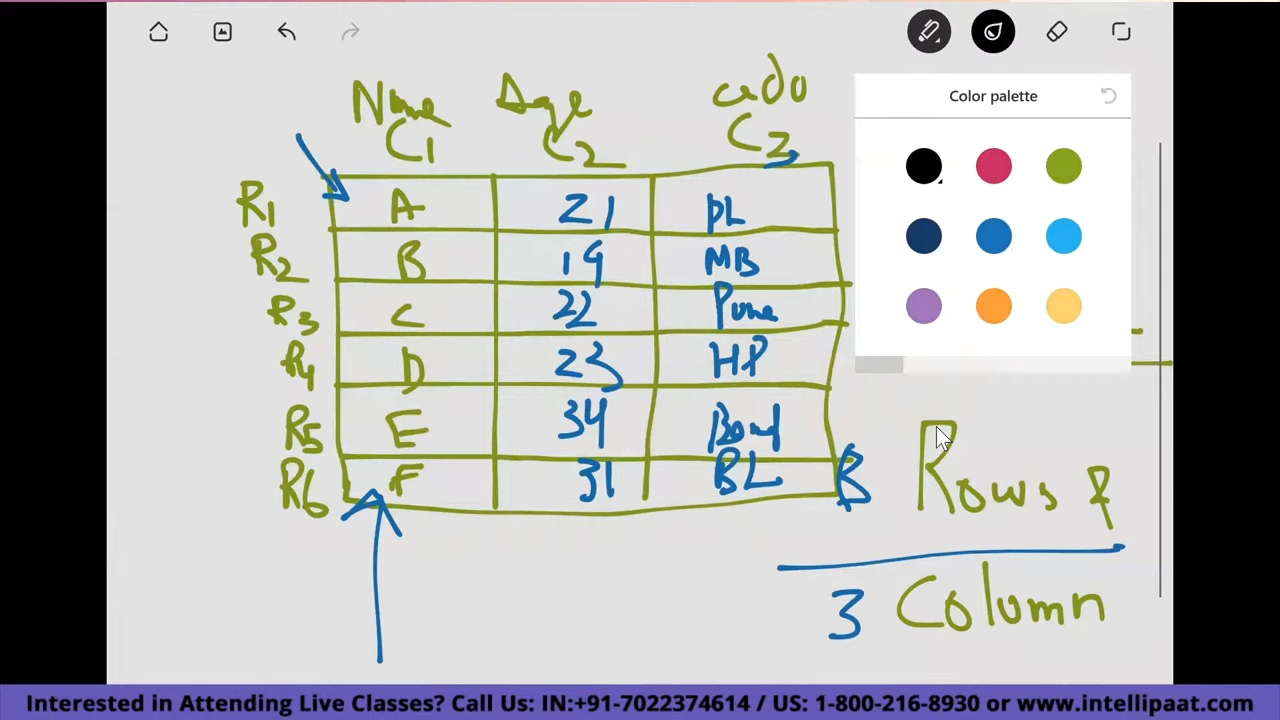 Color palette
Name Age ado
C1 C2 C3
R1 A 21 DL
R2 B 19 MB
R3 C 22 Pune
R4 D 23 HP
R5 E 34
R6 F 31 BL
Rows &
3 Column
Interested in Attending Live Classes? Call Us: IN:+91-7022374614 / US: 1-800-216-8930 or www.intellipaat.com